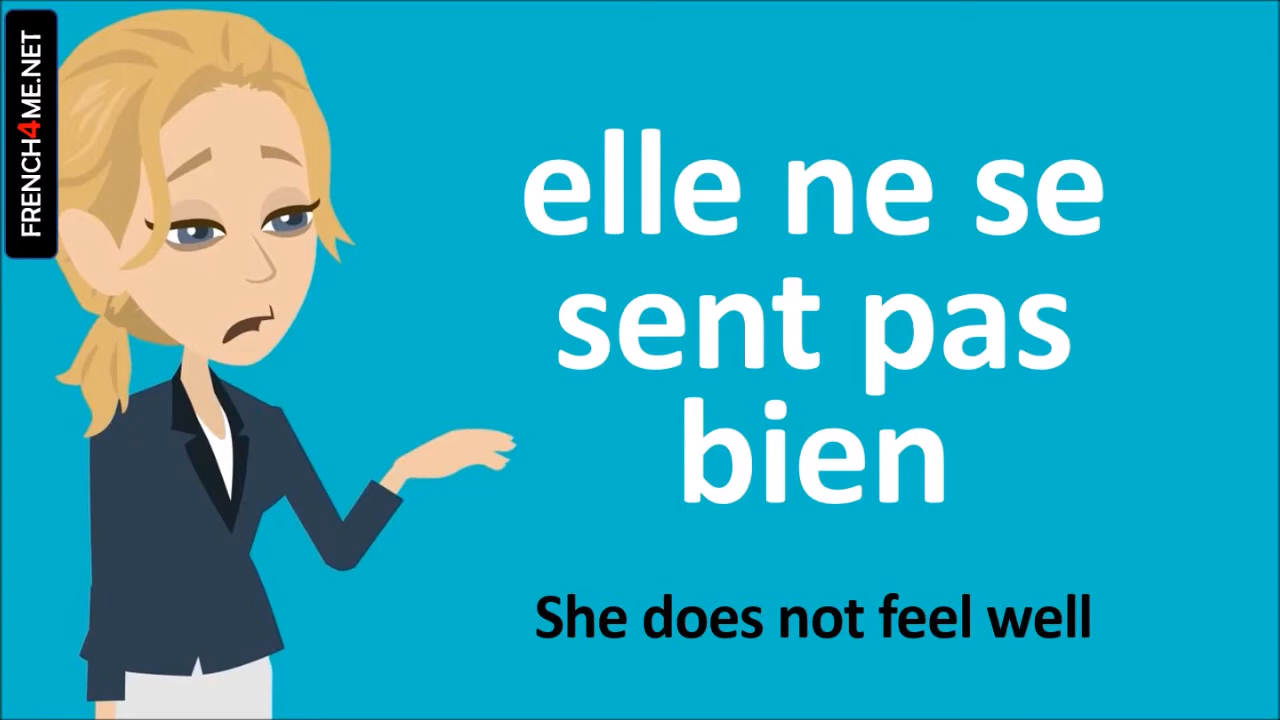 FRENCH4ME.NET
elle ne se
sent pas
bien
She does not feel well